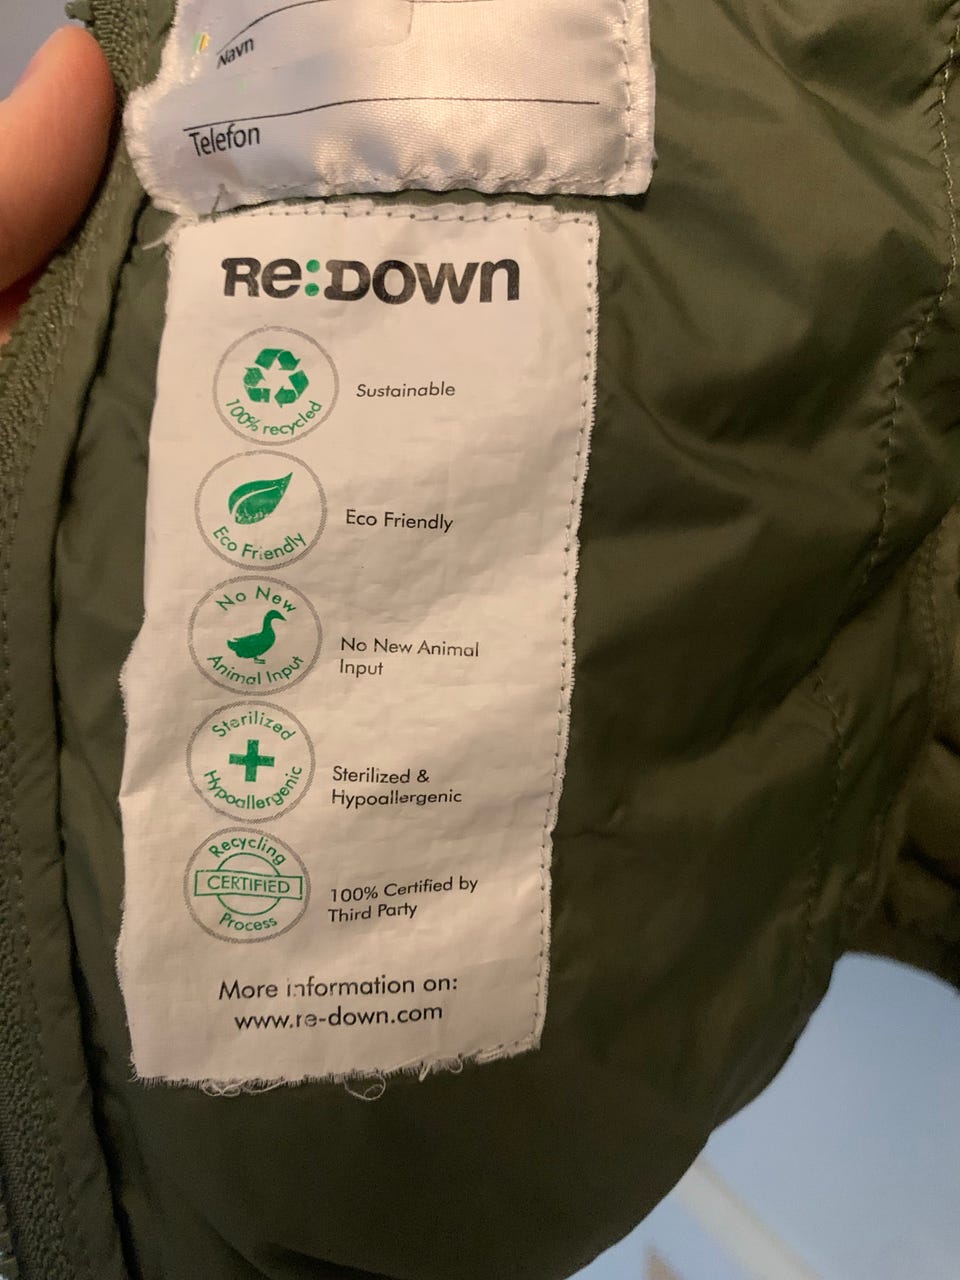 Navn
Telefon
Re:Down
100% recycled
Sustainable
Eco Friendly
Eco Friendly
No New
Animal Input
No New Animal
Input
Sterilized
Hypoallergenic
Sterilized &
Hypoallergenic
Recycling
CERTIFIED
Process
100% Certified by
Third Party
More information on:
www.re-down.com